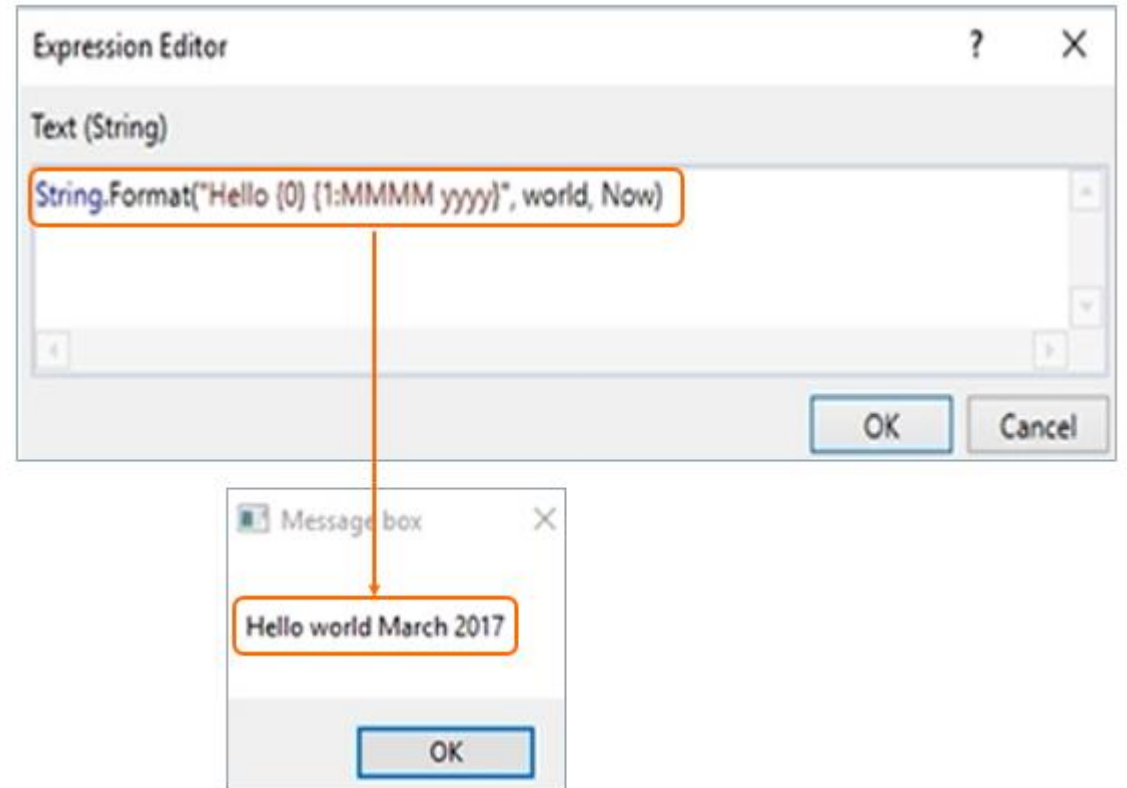 Expression Editor ? X
Text (String)
String.Format("Hello {0} {1:MMMM yyyy}", world, Now)
OK Cancel
Message box
Hello world March 2017
OK